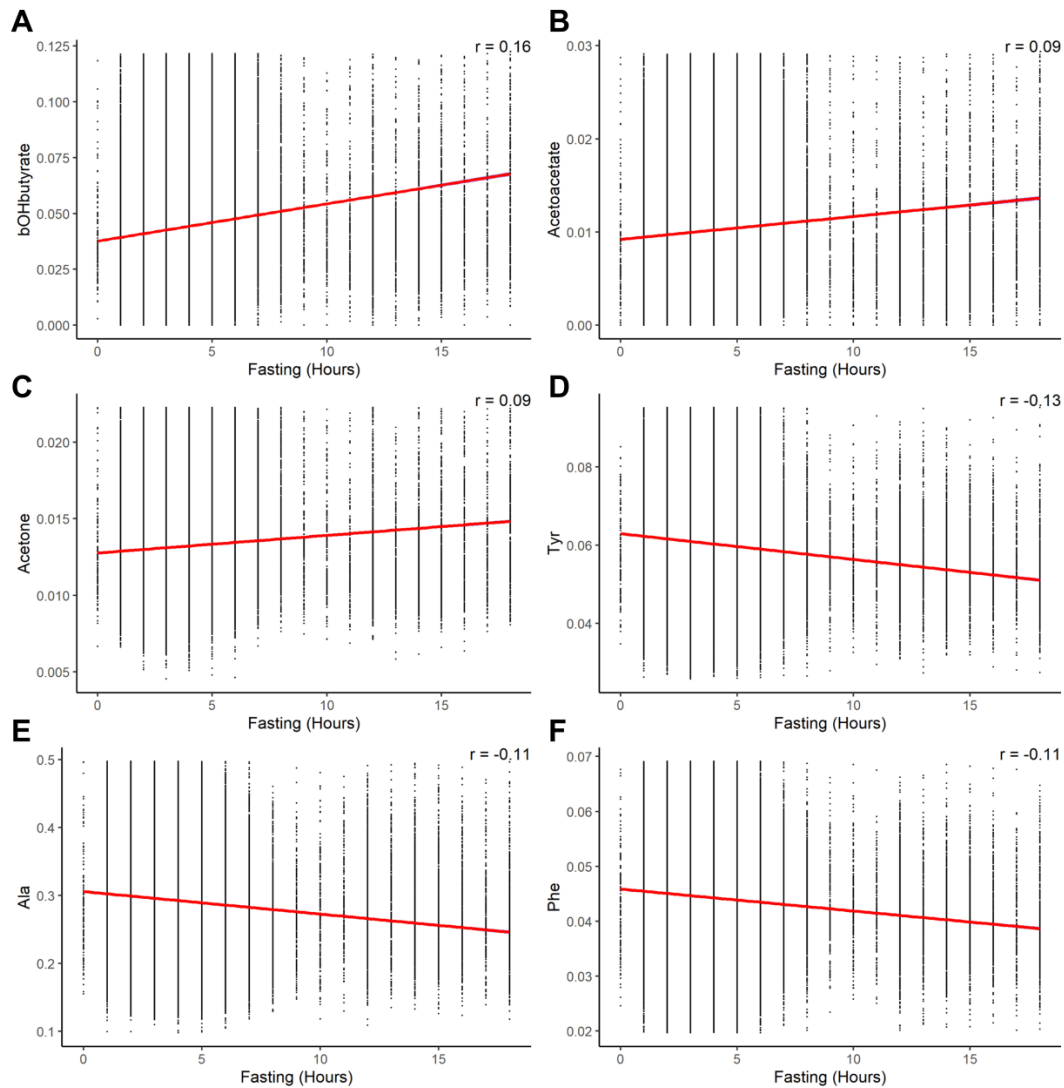 A
B
r = 0.16
r = 0.09
0.125
0.100
0.075
0.050
0.025
0.000
bOHbutyrate
0
5
10
15
Fasting (Hours)
0.03
0.02
0.01
0.00
Acetoacetate
0
5
10
15
Fasting (Hours)
C
D
r = 0.09
r = -0.13
0.020
0.015
0.010
0.005
Acetone
0
5
10
15
Fasting (Hours)
0.08
0.06
0.04
Tyr
0
5
10
15
Fasting (Hours)
E
F
r = -0.11
r = -0.11
0.5
0.4
0.3
0.2
0.1
Ala
0
5
10
15
Fasting (Hours)
0.07
0.06
0.05
0.04
0.03
0.02
Phe
0
5
10
15
Fasting (Hours)